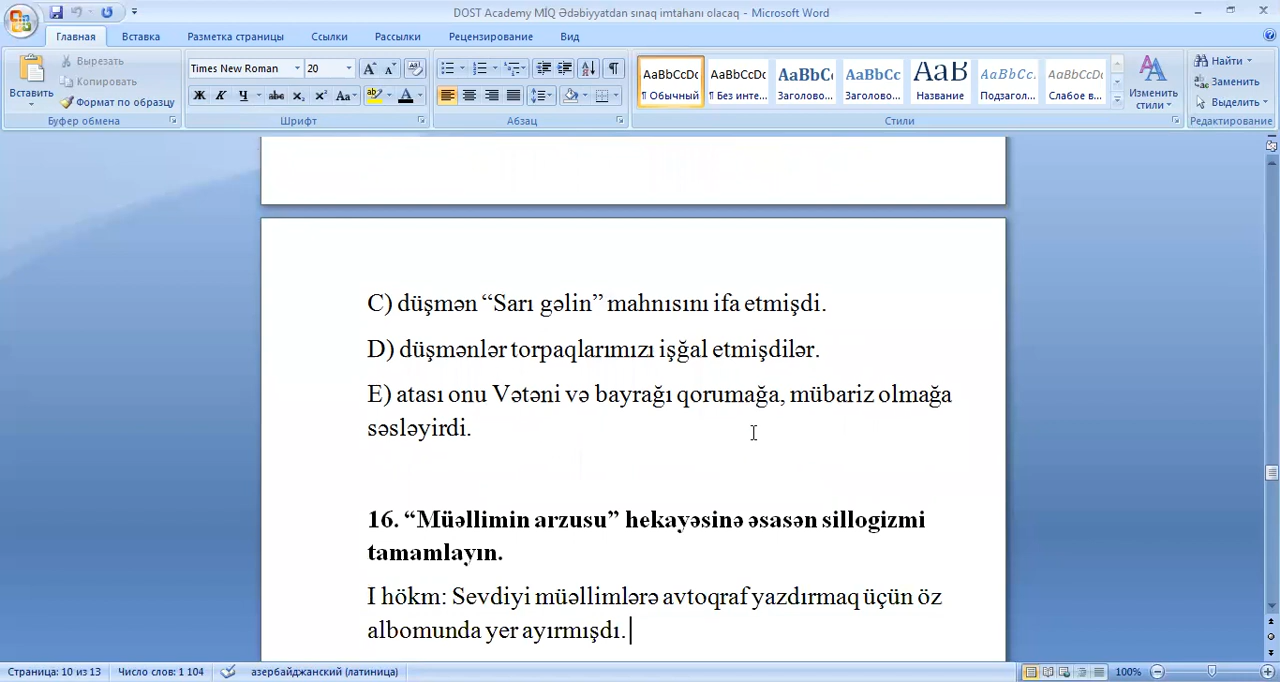 DOST Academy MİQ Ədəbiyyatdan sınaq imtahanı olacaq - Microsoft Word
Главная Вставка Разметка страницы Ссылки Рассылки Рецензирование Вид
Вставить
Вырезать
Копировать
Формат по образцу
Буфер обмена
Times New Roman 20
Ж К Ч abc x₂ x² Aa
Шрифт
Абзац
AaBbCcDc AaBbCcDc AaBbC AaBbCc AaB AaBbCc. AaBbCcDc
¶ Обычный ¶ Без инте... Заголово... Заголово... Название Подзагол... Слабое в...
Стили
Изменить стили
Найти
Заменить
Выделить
Редактирование
C) düşmən “Sarı gəlin” mahnısını ifa etmişdi.
D) düşmənlər torpaqlarımızı işğal etmişdilər.
E) atası onu Vətəni və bayrağı qorumağa, mübariz olmağa
səsləyirdi.
16. “Müəllimin arzusu” hekayəsinə əsasən sillogizmi
tamamlayın.
I hökm: Sevdiyi müəllimlərə avtoqraf yazdırmaq üçün öz
albomunda yer ayırmışdı.
Страница: 10 из 13 Число слов: 1 104 азербайджанский (латиница) 100%